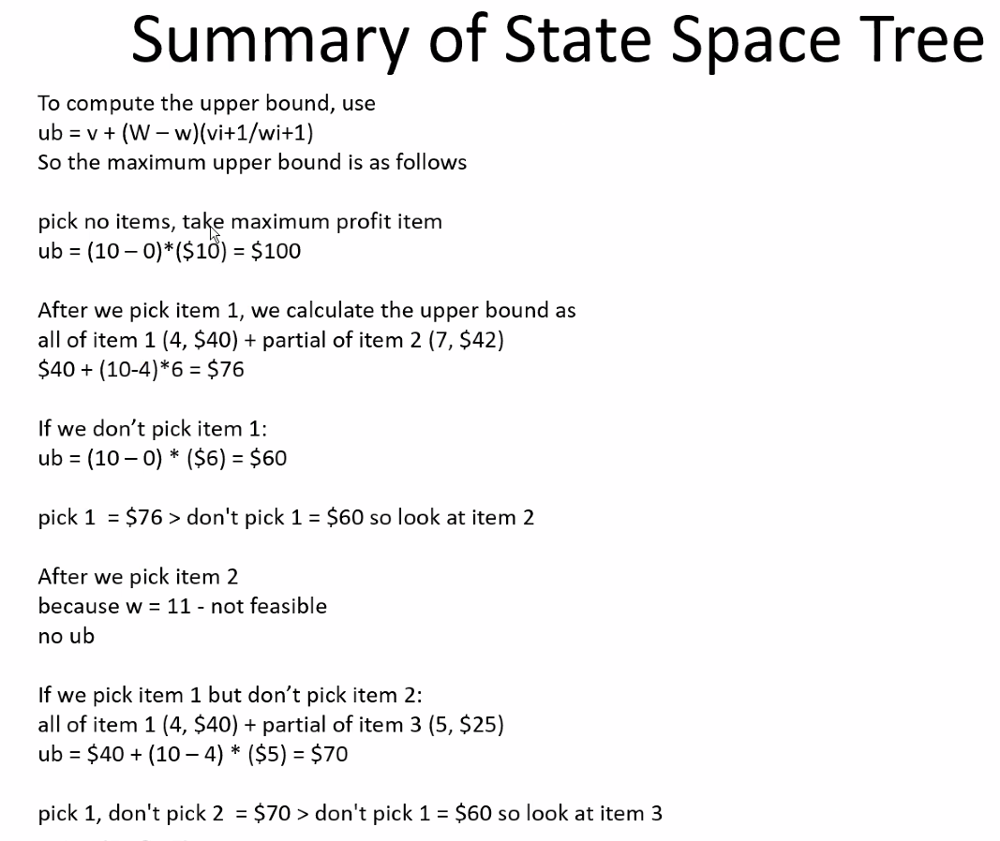 Summary of State Space Tree
To compute the upper bound, use
ub = v + (W – w)(vi+1/wi+1)
So the maximum upper bound is as follows
pick no items, take maximum profit item
ub = (10 – 0)*($10) = $100
After we pick item 1, we calculate the upper bound as
all of item 1 (4, $40) + partial of item 2 (7, $42)
$40 + (10-4)*6 = $76
If we don’t pick item 1:
ub = (10 – 0) * ($6) = $60
pick 1  = $76 > don't pick 1 = $60 so look at item 2
After we pick item 2
because w = 11 - not feasible
no ub
If we pick item 1 but don’t pick item 2:
all of item 1 (4, $40) + partial of item 3 (5, $25)
ub = $40 + (10 – 4) * ($5) = $70
pick 1, don't pick 2  = $70 > don't pick 1 = $60 so look at item 3